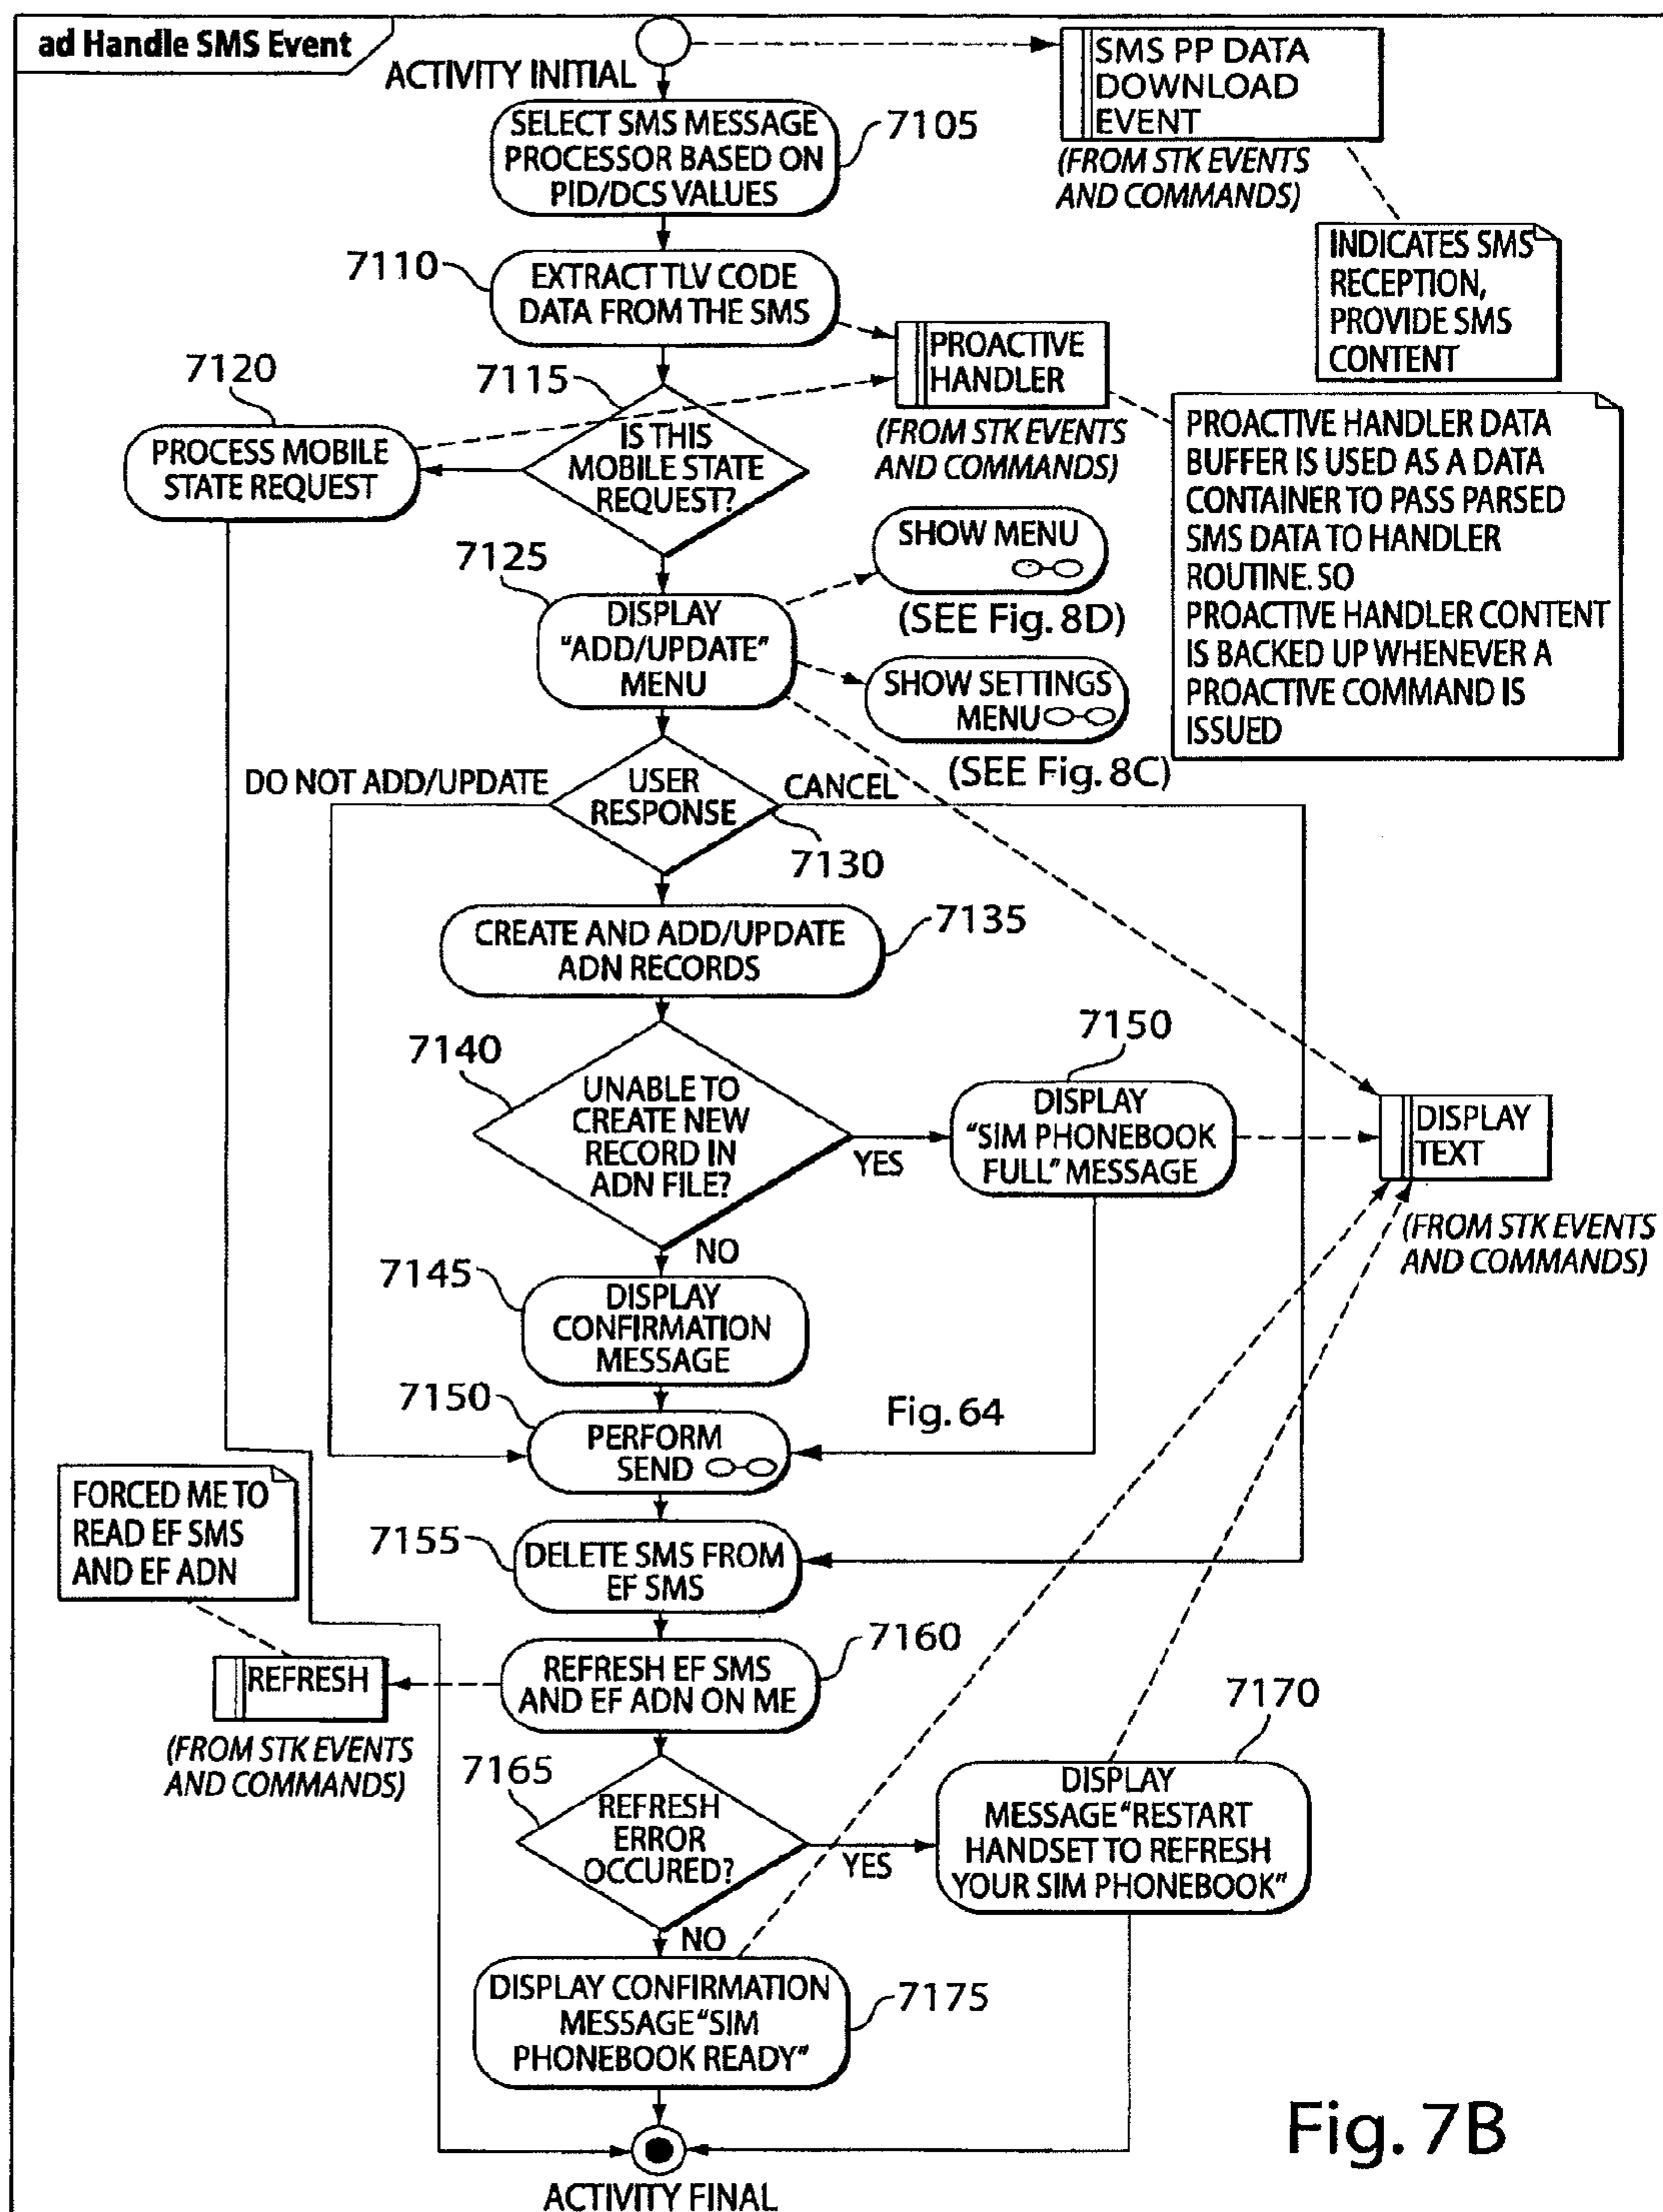 ad Handle SMS Event
ACTIVITY INITIAL
SMS PP DATA
DOWNLOAD
EVENT
(FROM STK EVENTS
AND COMMANDS)
INDICATES SMS
RECEPTION,
PROVIDE SMS
CONTENT
SELECT SMS MESSAGE
PROCESSOR BASED ON
PID/DCS VALUES
7105
7110
EXTRACT TLV CODE
DATA FROM THE SMS
PROACTIVE
HANDLER
(FROM STK EVENTS
AND COMMANDS)
PROACTIVE HANDLER DATA
BUFFER IS USED AS A DATA
CONTAINER TO PASS PARSED
SMS DATA TO HANDLER
ROUTINE. SO
PROACTIVE HANDLER CONTENT
IS BACKED UP WHENEVER A
PROACTIVE COMMAND IS
ISSUED
7120
PROCESS MOBILE
STATE REQUEST
7115
IS THIS
MOBILE STATE
REQUEST?
7125
DISPLAY
"ADD/UPDATE"
MENU
SHOW MENU
(SEE Fig. 8D)
SHOW SETTINGS
MENU
(SEE Fig. 8C)
DO NOT ADD/UPDATE
USER
RESPONSE
CANCEL
7130
CREATE AND ADD/UPDATE
ADN RECORDS
7135
7140
UNABLE TO
CREATE NEW
RECORD IN
ADN FILE?
YES
NO
7150
DISPLAY
"SIM PHONEBOOK
FULL" MESSAGE
DISPLAY
TEXT
(FROM STK EVENTS
AND COMMANDS)
7145
DISPLAY
CONFIRMATION
MESSAGE
7150
PERFORM
SEND
Fig. 64
FORCED ME TO
READ EF SMS
AND EF ADN
7155
DELETE SMS FROM
EF SMS
REFRESH
(FROM STK EVENTS
AND COMMANDS)
7160
REFRESH EF SMS
AND EF ADN ON ME
7165
REFRESH
ERROR
OCCURED?
YES
NO
7170
DISPLAY
MESSAGE "RESTART
HANDSET TO REFRESH
YOUR SIM PHONEBOOK"
DISPLAY CONFIRMATION
MESSAGE "SIM
PHONEBOOK READY"
7175
ACTIVITY FINAL
Fig. 7B